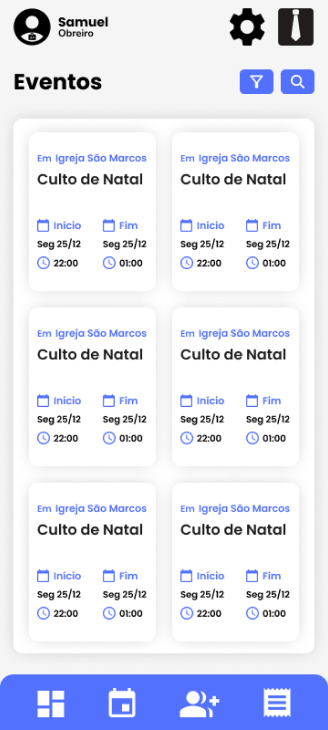 Samuel
Obreiro
Eventos
Em Igreja São Marcos
Culto de Natal
Início Fim
Seg 25/12 Seg 25/12
22:00 01:00
Em Igreja São Marcos
Culto de Natal
Início Fim
Seg 25/12 Seg 25/12
22:00 01:00
Em Igreja São Marcos
Culto de Natal
Início Fim
Seg 25/12 Seg 25/12
22:00 01:00
Em Igreja São Marcos
Culto de Natal
Início Fim
Seg 25/12 Seg 25/12
22:00 01:00
Em Igreja São Marcos
Culto de Natal
Início Fim
Seg 25/12 Seg 25/12
22:00 01:00
Em Igreja São Marcos
Culto de Natal
Início Fim
Seg 25/12 Seg 25/12
22:00 01:00